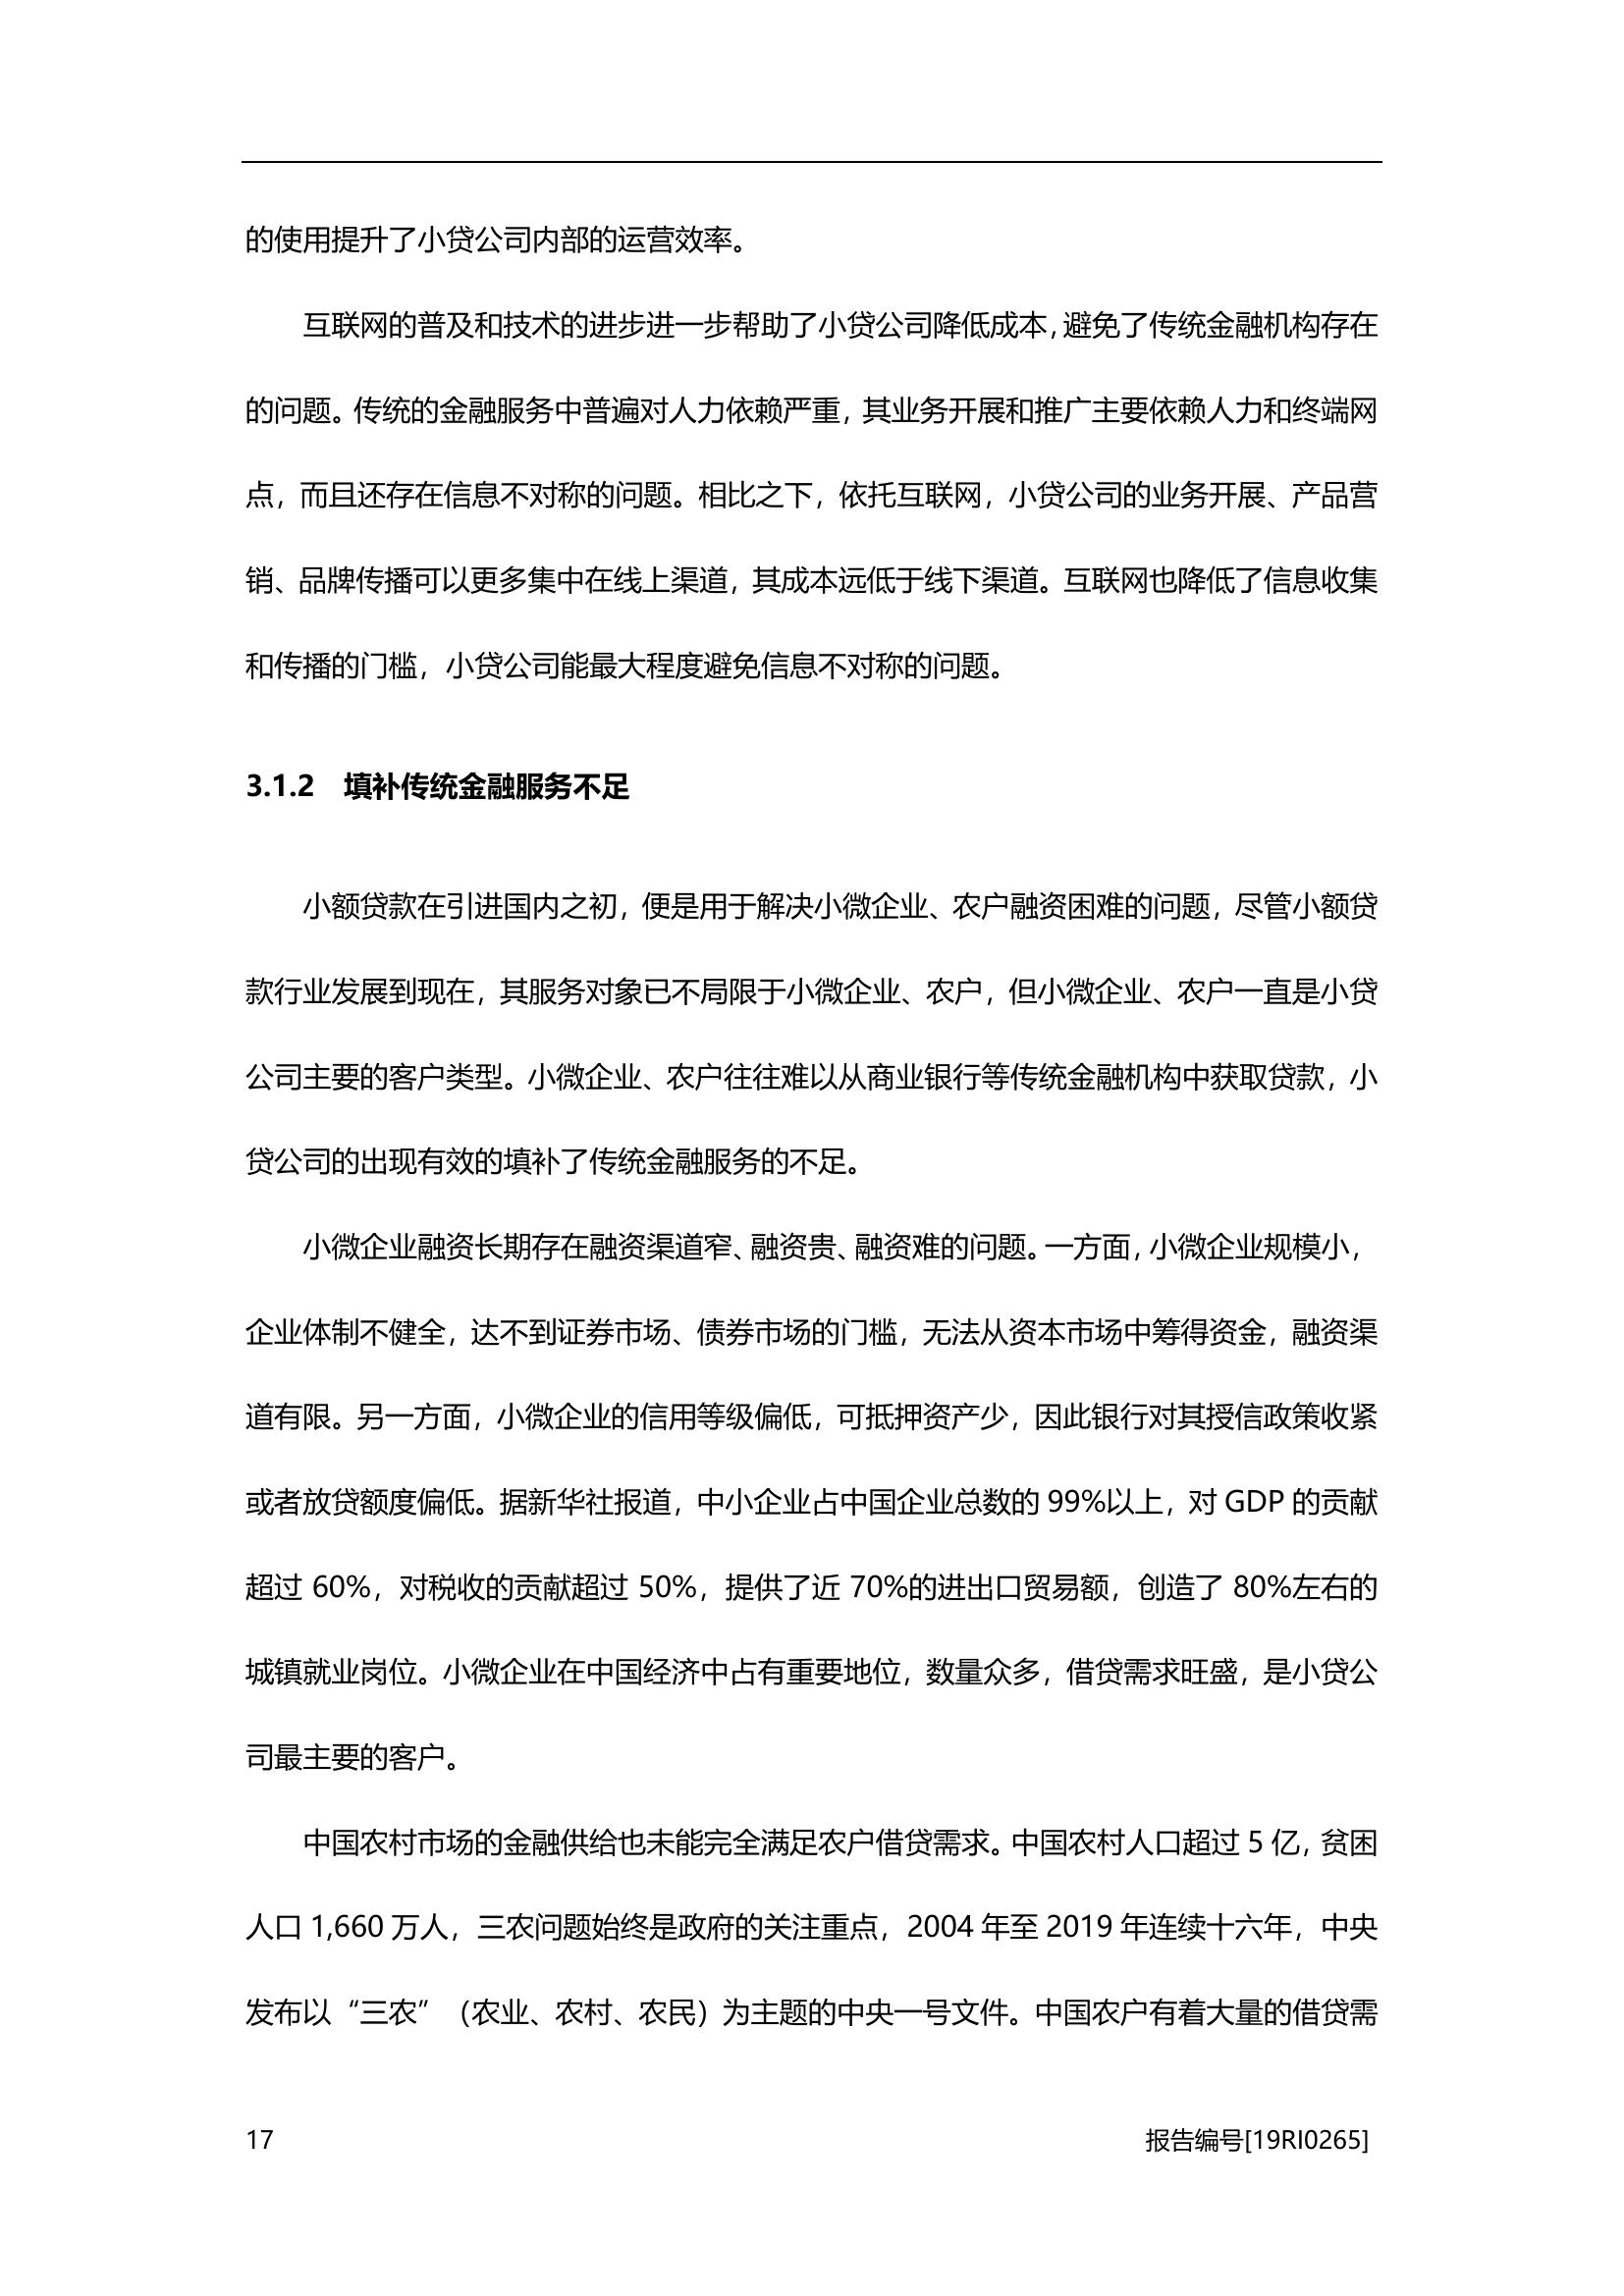 的使用提升了小贷公司内部的运营效率。
互联网的普及和技术的进步进一步帮助了小贷公司降低成本，避免了传统金融机构存在
的问题。传统的金融服务中普遍对人力依赖严重，其业务开展和推广主要依赖人力和终端网
点，而且还存在信息不对称的问题。相比之下，依托互联网，小贷公司的业务开展、产品营
销、品牌传播可以更多集中在线上渠道，其成本远低于线下渠道。互联网也降低了信息收集
和传播的门槛，小贷公司能最大程度避免信息不对称的问题。
3.1.2 填补传统金融服务不足
小额贷款在引进国内之初，便是用于解决小微企业、农户融资困难的问题，尽管小额贷
款行业发展到现在，其服务对象已不局限于小微企业、农户，但小微企业、农户一直是小贷
公司主要的客户类型。小微企业、农户往往难以从商业银行等传统金融机构中获取贷款，小
贷公司的出现有效的填补了传统金融服务的不足。
小微企业融资长期存在融资渠道窄、融资贵、融资难的问题。一方面，小微企业规模小，
企业体制不健全，达不到证券市场、债券市场的门槛，无法从资本市场中筹得资金，融资渠
道有限。另一方面，小微企业的信用等级偏低，可抵押资产少，因此银行对其授信政策收紧
或者放贷额度偏低。据新华社报道，中小企业占中国企业总数的 99%以上，对 GDP 的贡献
超过 60%，对税收的贡献超过 50%，提供了近 70%的进出口贸易额，创造了 80%左右的
城镇就业岗位。小微企业在中国经济中占有重要地位，数量众多，借贷需求旺盛，是小贷公
司最主要的客户。
中国农村市场的金融供给也未能完全满足农户借贷需求。中国农村人口超过 5 亿，贫困
人口 1,660 万人，三农问题始终是政府的关注重点，2004 年至 2019 年连续十六年，中央
发布以“三农”（农业、农村、农民）为主题的中央一号文件。中国农户有着大量的借贷需
17 报告编号[19RI0265]